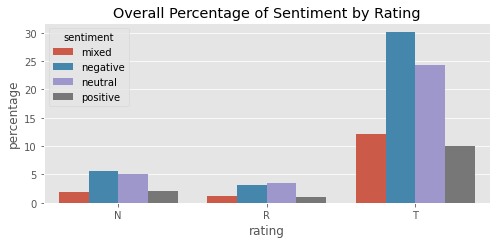 Overall Percentage of Sentiment by Rating
sentiment
mixed
negative
neutral
positive
percentage
30
25
20
15
10
5
0
N R T
rating